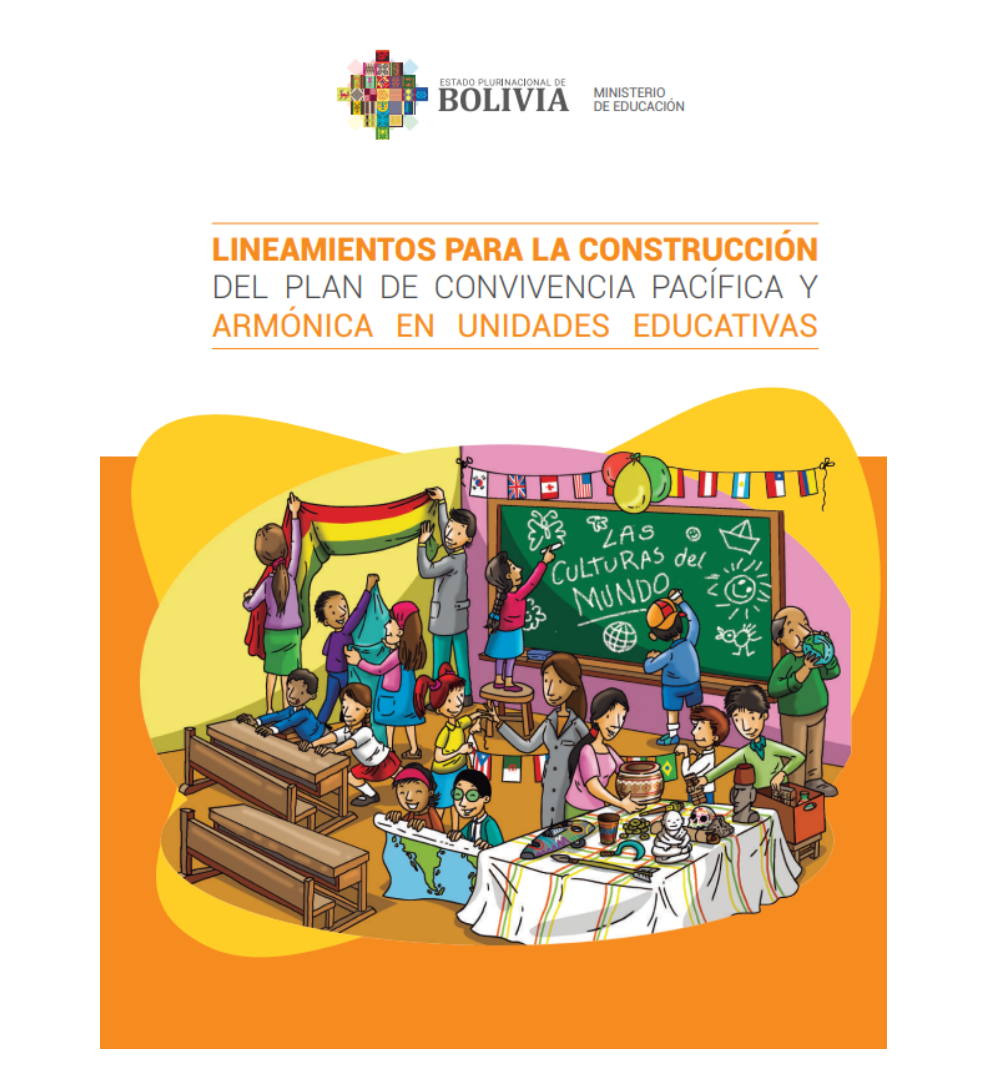 ESTADO PLURINACIONAL DE
BOLIVIA
MINISTERIO
DE EDUCACIÓN
LINEAMIENTOS PARA LA CONSTRUCCIÓN
DEL PLAN DE CONVIVENCIA PACÍFICA Y
ARMÓNICA EN UNIDADES EDUCATIVAS
LAS
CULTURAS del
MUNDO